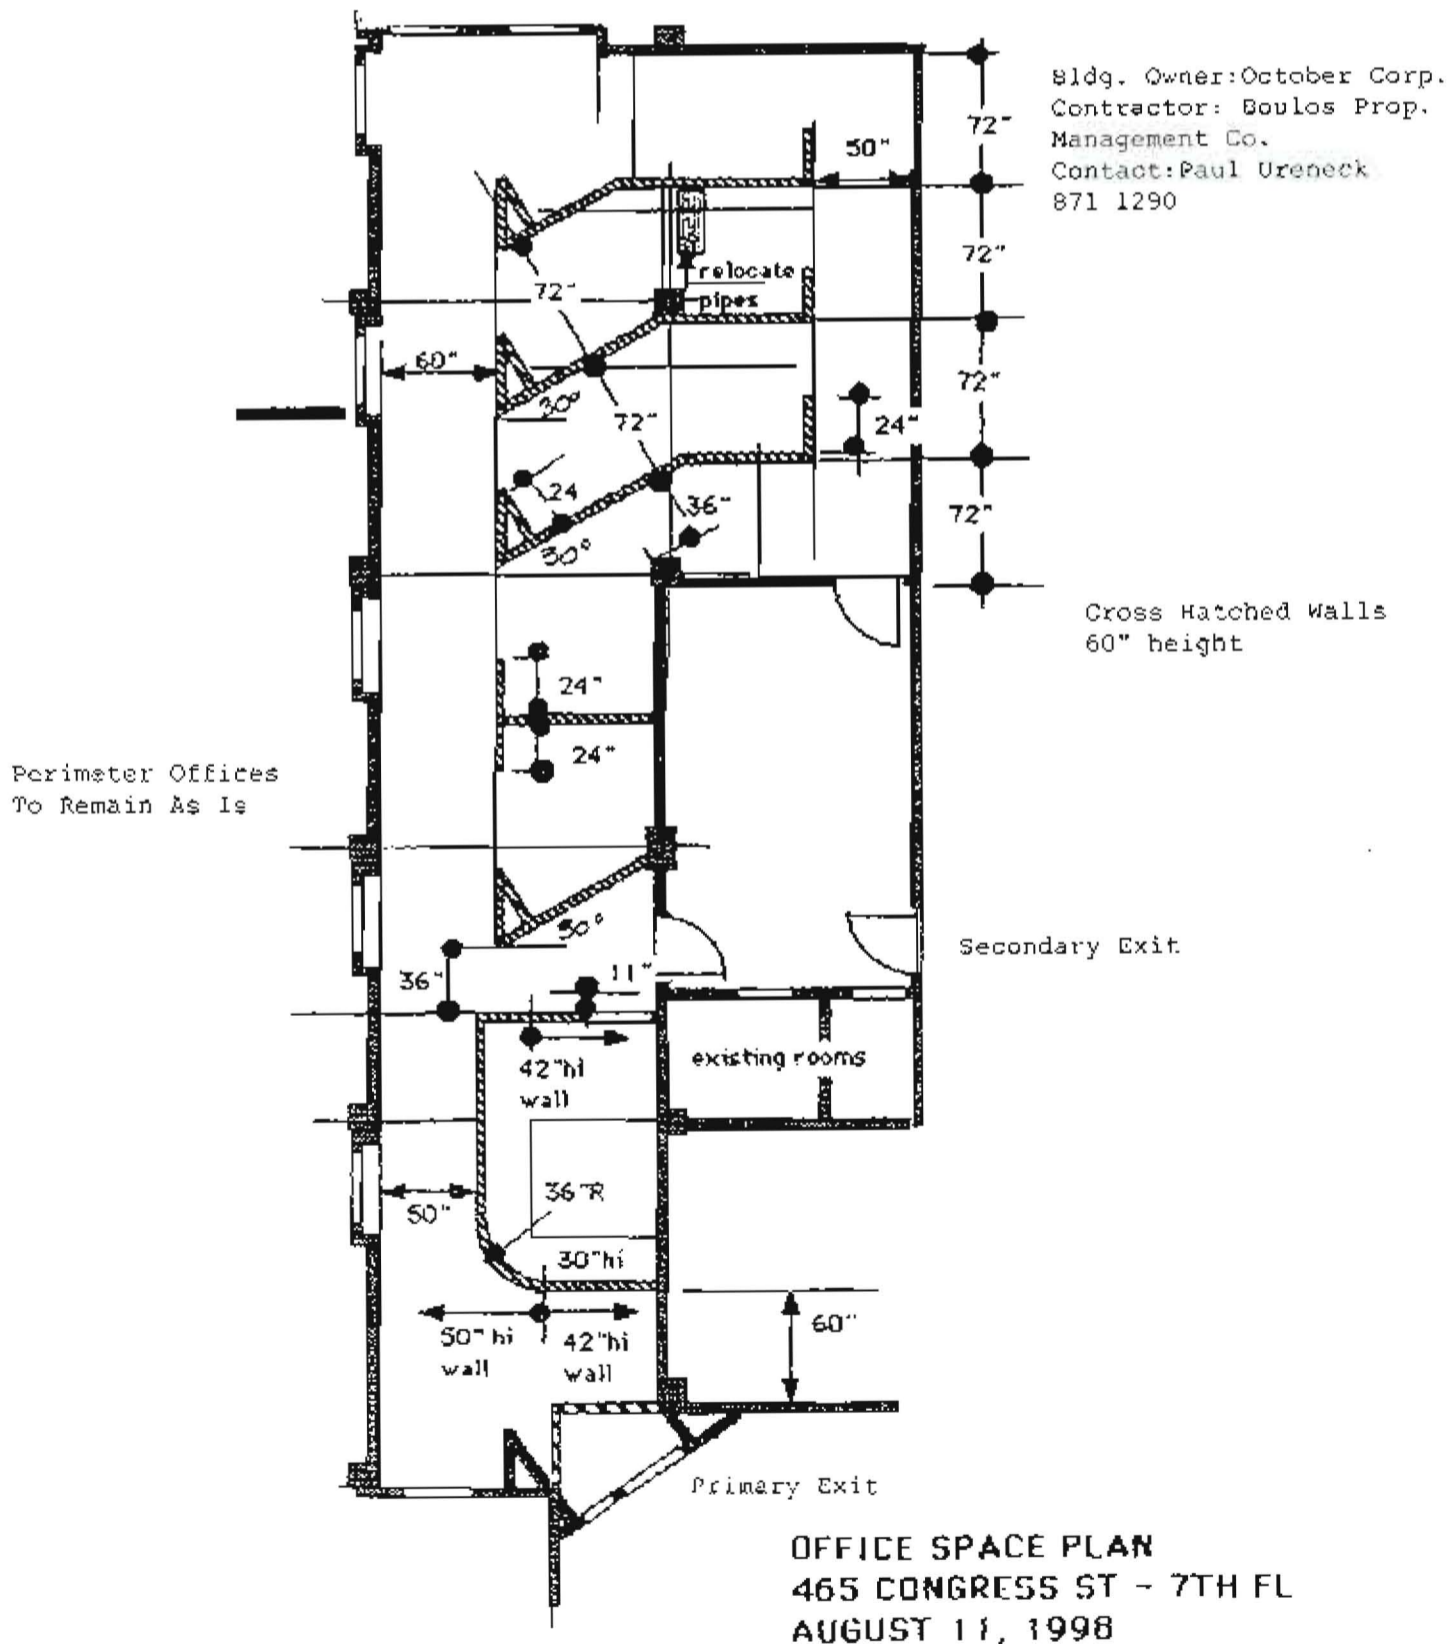 Bldg. Owner:October Corp.
Contractor: Boulos Prop.
Management Co.
Contact:Paul Ureneck
871 1290
72"
50"
72"
relocate
pipes
72"
60"
72"
30°
72"
24"
24
36"
72"
30°
Cross Hatched Walls
60" height
24"
24"
Perimeter Offices
To Remain As Is
30°
Secondary Exit
36"
11"
42"hi
wall
existing rooms
36"R
50"
30"hi
50" hi
wall
42"hi
wall
60"
Primary Exit
OFFICE SPACE PLAN
465 CONGRESS ST - 7TH FL
AUGUST 11, 1998